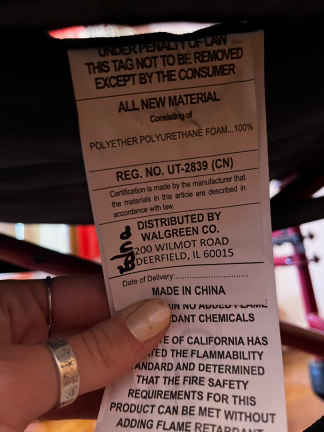 UNDER PENALTY OF LAW
THIS TAG NOT TO BE REMOVED
EXCEPT BY THE CONSUMER
ALL NEW MATERIAL
Consisting of
POLYETHER POLYURETHANE FOAM...100%
REG. NO. UT-2839 (CN)
Certification is made by the manufacturer that
the materials in this article are described in
accordance with law.
DISTRIBUTED BY
WALGREEN CO.
200 WILMOT ROAD
DEERFIELD, IL 60015
Date of Delivery:
MADE IN CHINA
NO ADDED FLAME
DANT CHEMICALS
TE OF CALIFORNIA HAS
TED THE FLAMMABILITY
ANDARD AND DETERMINED
THAT THE FIRE SAFETY
REQUIREMENTS FOR THIS
PRODUCT CAN BE MET WITHOUT
ADDING FLAME RETARDANT